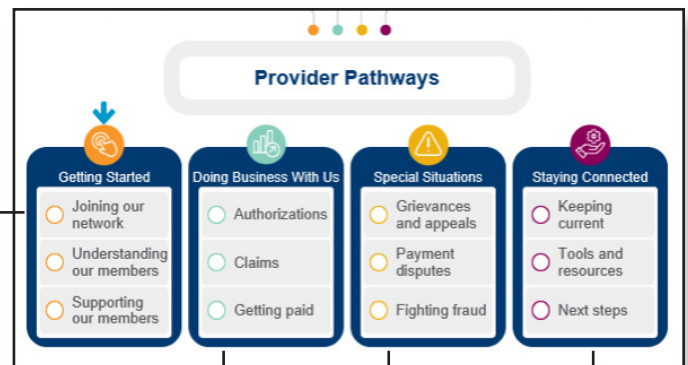 Provider Pathways
Getting Started
Joining our
network
Understanding
our members
Supporting
our members
Doing Business With Us
Authorizations
Claims
Getting paid
Special Situations
Grievances
and appeals
Payment
disputes
Fighting fraud
Staying Connected
Keeping
current
Tools and
resources
Next steps